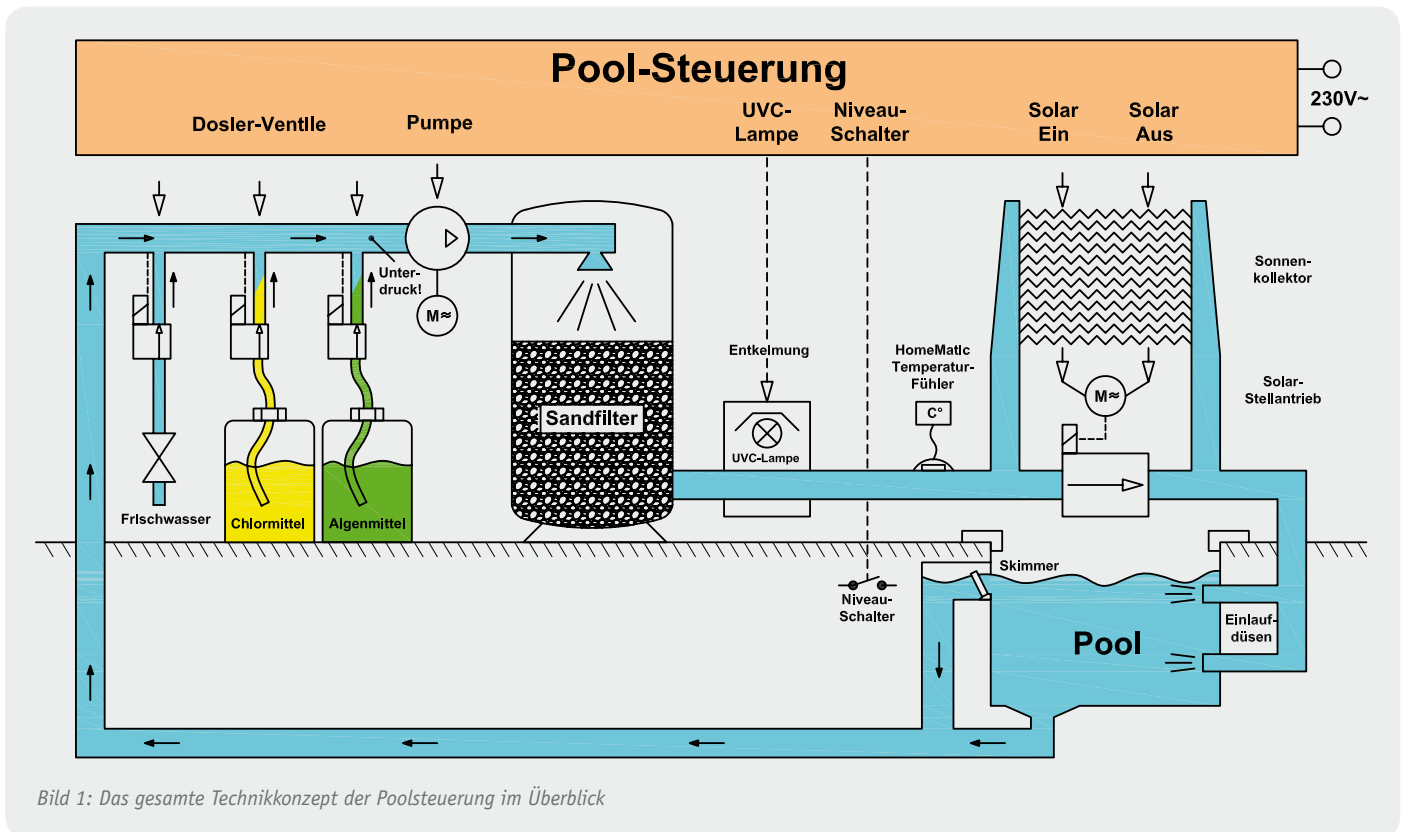 Pool-Steuerung
230V~
Dosler-Ventlle
Pumpe
UVC-
Lampe
Niveau-
Schalter
Solar
Ein
Solar
Aus
Unter-
druck!
M≈
Sonnen-
kollektor
Entkelmung
HomeMatlc
Temperatur-
Fühler
C°
M≈
Solar-
Stellantrieb
Sandfilter
UVC-Lampe
Frlschwasser
Chlormittel
Algenmittel
Skimmer
Niveau-
Schalter
Pool
Einlauf-
düsen
Bild 1: Das gesamte Technikkonzept der Poolsteuerung im Überblick